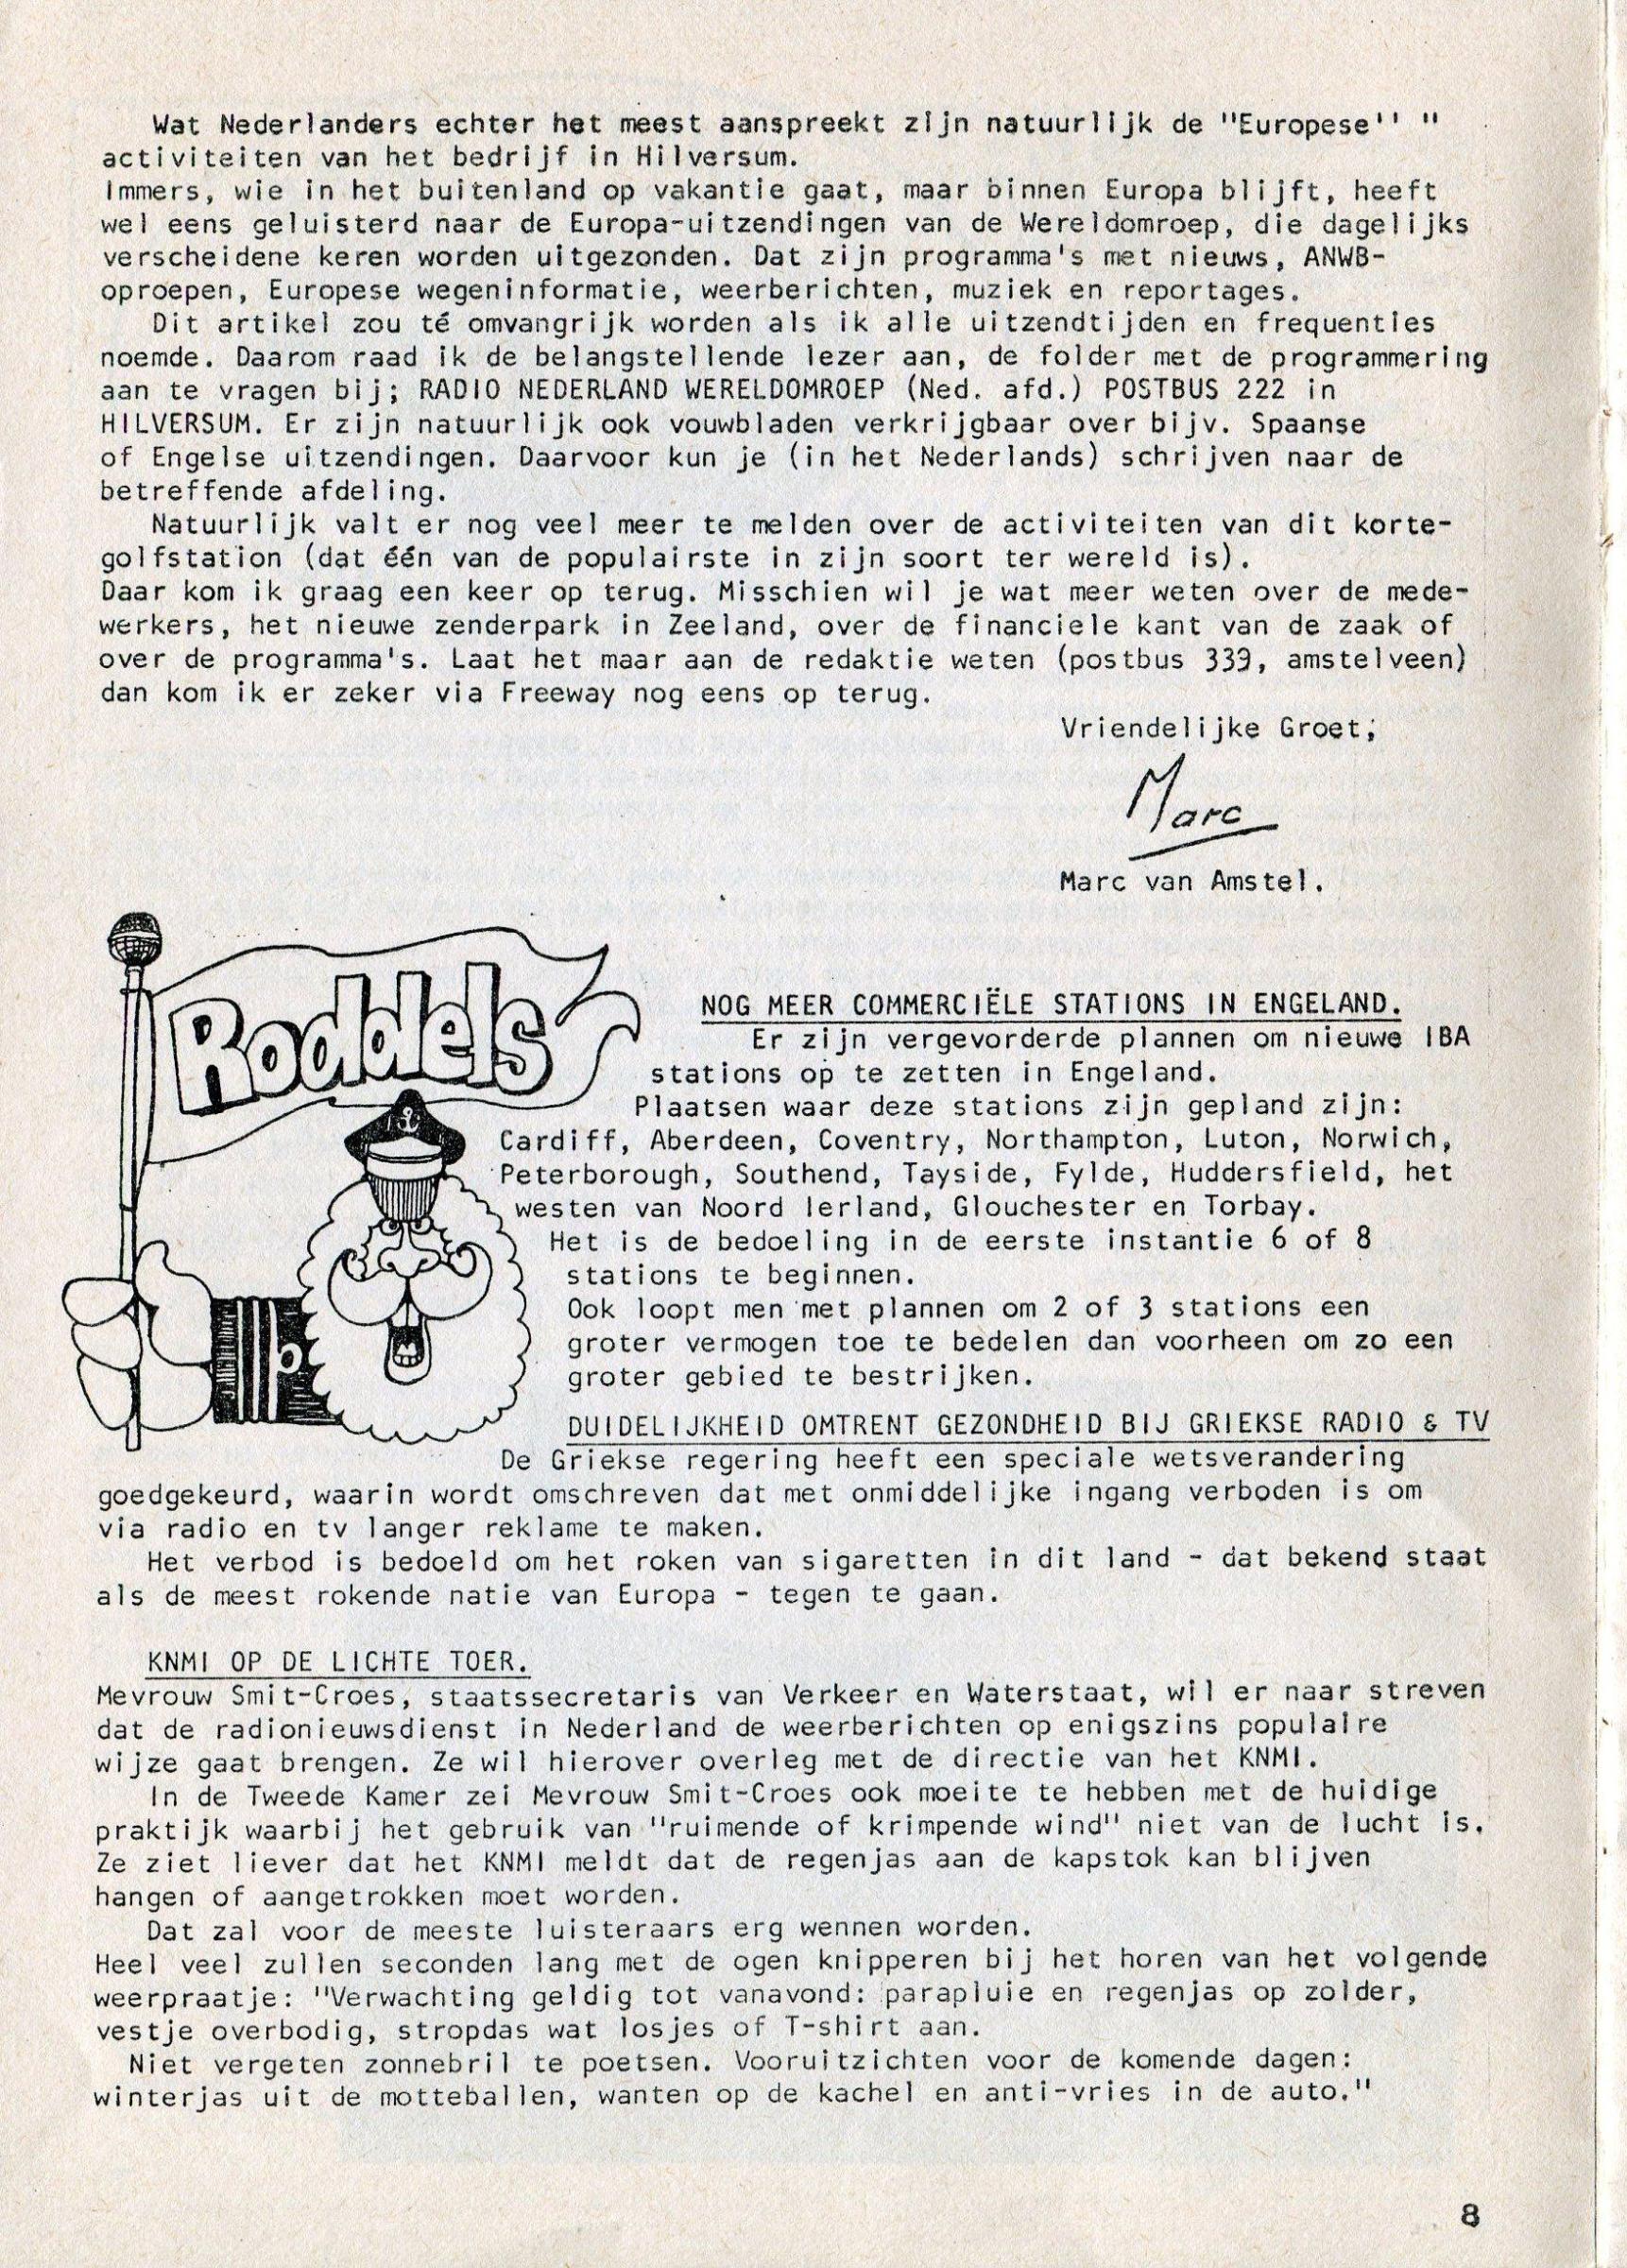 Wat Nederlanders echter het meest aanspreekt zijn natuurlijk de "Europese'' "
activiteiten van het bedrijf in Hilversum.
Immers, wie in het buitenland op vakantie gaat, maar binnen Europa blijft, heeft
wel eens geluisterd naar de Europa-uitzendingen van de Wereldomroep, die dagelijks
verscheidene keren worden uitgezonden. Dat zijn programma's met nieuws, ANWB-
oproepen, Europese wegeninformatie, weerberichten, muziek en reportages.
Dit artikel zou té omvangrijk worden als ik alle uitzendtijden en frequenties
noemde. Daarom raad ik de belangstellende lezer aan, de folder met de programmering
aan te vragen bij; RADIO NEDERLAND WERELDOMROEP (Ned. afd.) POSTBUS 222 in
HILVERSUM. Er zijn natuurlijk ook vouwbladen verkrijgbaar over bijv. Spaanse
of Engelse uitzendingen. Daarvoor kun je (in het Nederlands) schrijven naar de
betreffende afdeling.
Natuurlijk valt er nog veel meer te melden over de activiteiten van dit korte-
golfstation (dat één van de populairste in zijn soort ter wereld is).
Daar kom ik graag een keer op terug. Misschien wil je wat meer weten over de mede-
werkers, het nieuwe zenderpark in Zeeland, over de financiele kant van de zaak of
over de programma's. Laat het maar aan de redaktie weten (postbus 339, amstelveen)
dan kom ik er zeker via Freeway nog eens op terug.
Vriendelijke Groet;
Marc
Marc van Amstel.
Roddels
NOG MEER COMMERCIËLE STATIONS IN ENGELAND.
Er zijn vergevorderde plannen om nieuwe IBA
stations op te zetten in Engeland.
Plaatsen waar deze stations zijn gepland zijn:
Cardiff, Aberdeen, Coventry, Northampton, Luton, Norwich,
Peterborough, Southend, Tayside, Fylde, Huddersfield, het
westen van Noord Ierland, Glouchester en Torbay.
Het is de bedoeling in de eerste instantie 6 of 8
stations te beginnen.
Ook loopt men met plannen om 2 of 3 stations een
groter vermogen toe te bedelen dan voorheen om zo een
groter gebied te bestrijken.
DUIDELIJKHEID OMTRENT GEZONDHEID BIJ GRIEKSE RADIO & TV
De Griekse regering heeft een speciale wetsverandering
goedgekeurd, waarin wordt omschreven dat met onmiddelijke ingang verboden is om
via radio en tv langer reklame te maken.
Het verbod is bedoeld om het roken van sigaretten in dit land - dat bekend staat
als de meest rokende natie van Europa - tegen te gaan.
KNMI OP DE LICHTE TOER.
Mevrouw Smit-Croes, staatssecretaris van Verkeer en Waterstaat, wil er naar streven
dat de radionieuwsdienst in Nederland de weerberichten op enigszins populaire
wijze gaat brengen. Ze wil hierover overleg met de directie van het KNMI.
In de Tweede Kamer zei Mevrouw Smit-Croes ook moeite te hebben met de huidige
praktijk waarbij het gebruik van "ruimende of krimpende wind" niet van de lucht is.
Ze ziet liever dat het KNMI meldt dat de regenjas aan de kapstok kan blijven
hangen of aangetrokken moet worden.
Dat zal voor de meeste luisteraars erg wennen worden.
Heel veel zullen seconden lang met de ogen knipperen bij het horen van het volgende
weerpraatje: "Verwachting geldig tot vanavond: parapluie en regenjas op zolder,
vestje overbodig, stropdas wat losjes of T-shirt aan.
Niet vergeten zonnebril te poetsen. Vooruitzichten voor de komende dagen:
winterjas uit de motteballen, wanten op de kachel en anti-vries in de auto."
8